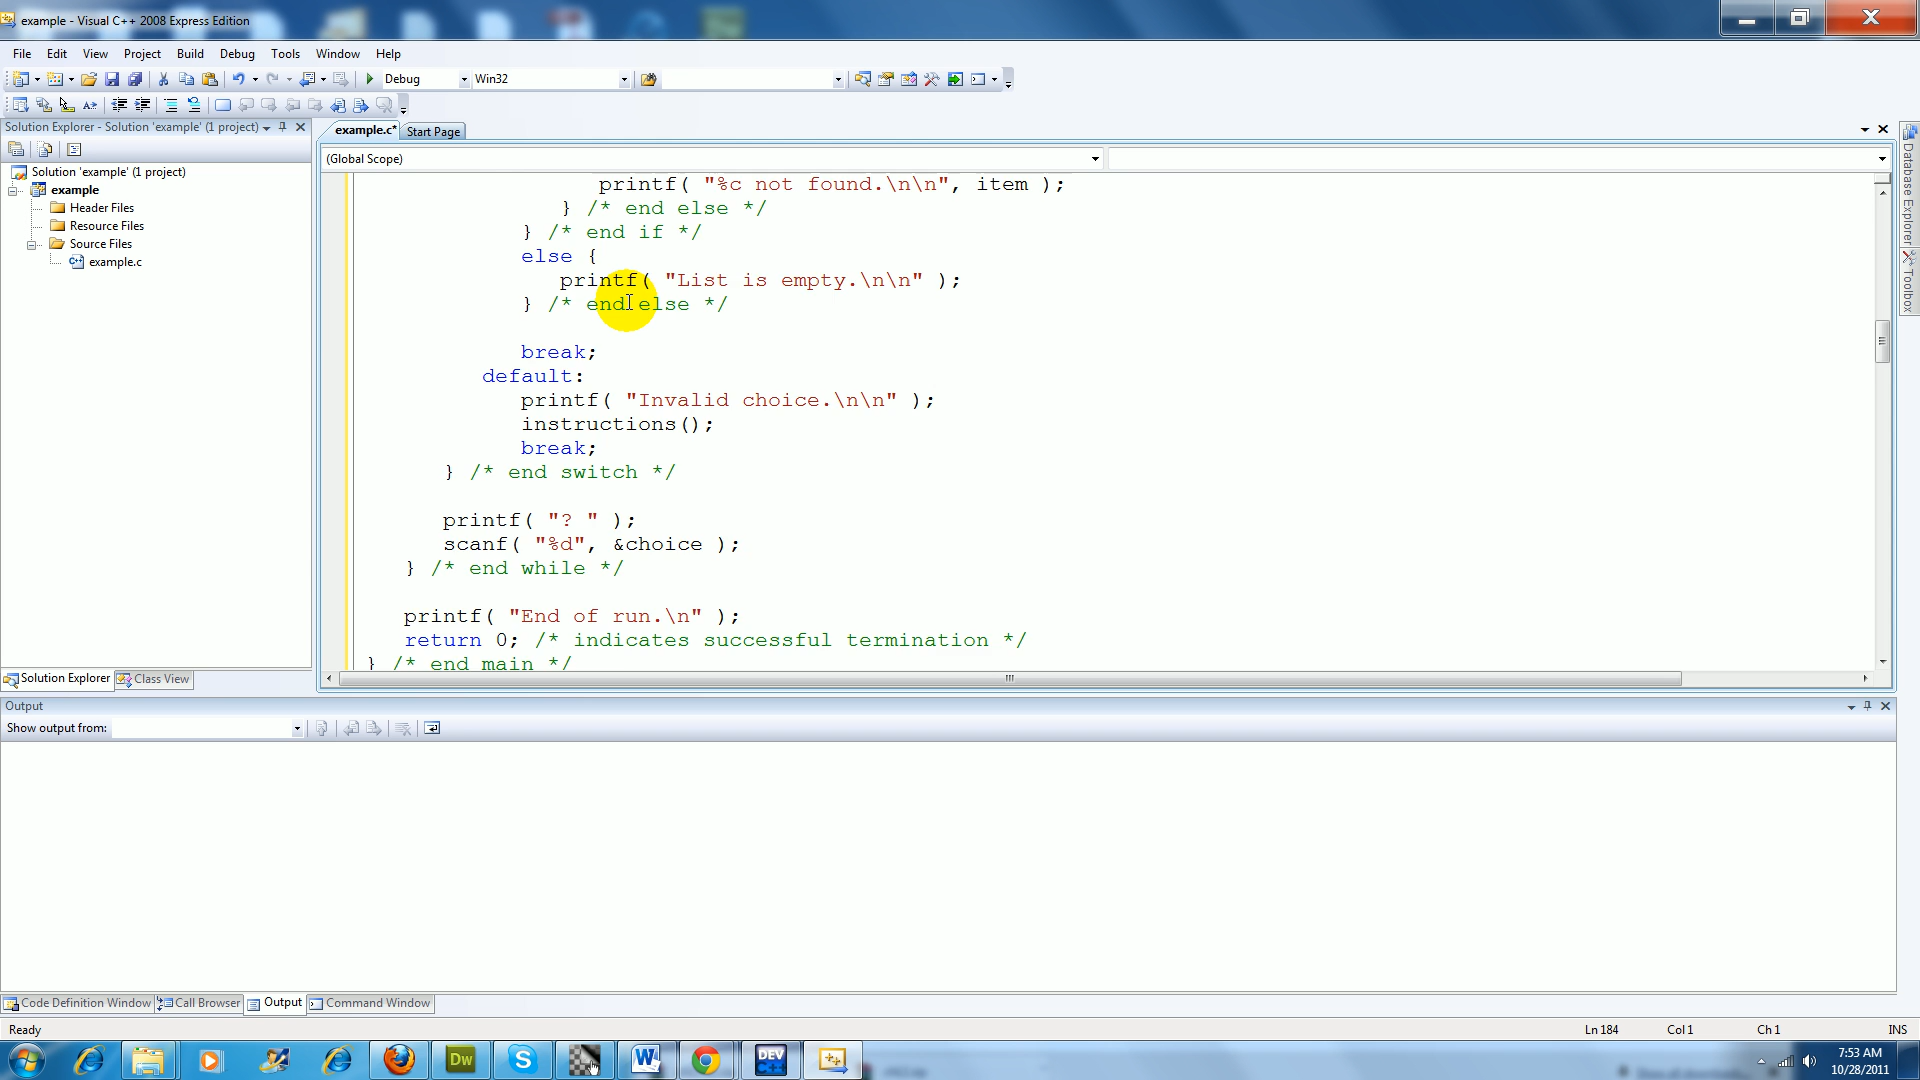 example - Visual C++ 2008 Express Edition
File Edit View Project Build Debug Tools Window Help
Debug Win32
Solution Explorer - Solution 'example' (1 project)
example.c* Start Page
(Global Scope)
Solution 'example' (1 project)
example
Header Files
Resource Files
Source Files
example.c
printf( "%c not found.\n\n", item );
} /* end else */
} /* end if */
else {
printf( "List is empty.\n\n" );
} /* end else */
break;
default:
printf( "Invalid choice.\n\n" );
instructions();
break;
} /* end switch */
printf( "? " );
scanf( "%d", &choice );
} /* end while */
printf( "End of run.\n" );
return 0; /* indicates successful termination */
} /* end main */
Database Explorer
Toolbox
Solution Explorer Class View
Output
Show output from:
Code Definition Window Call Browser Output Command Window
Ready Ln 184 Col 1 Ch 1 INS
Dw S W DEV C++
7:53 AM
10/28/2011